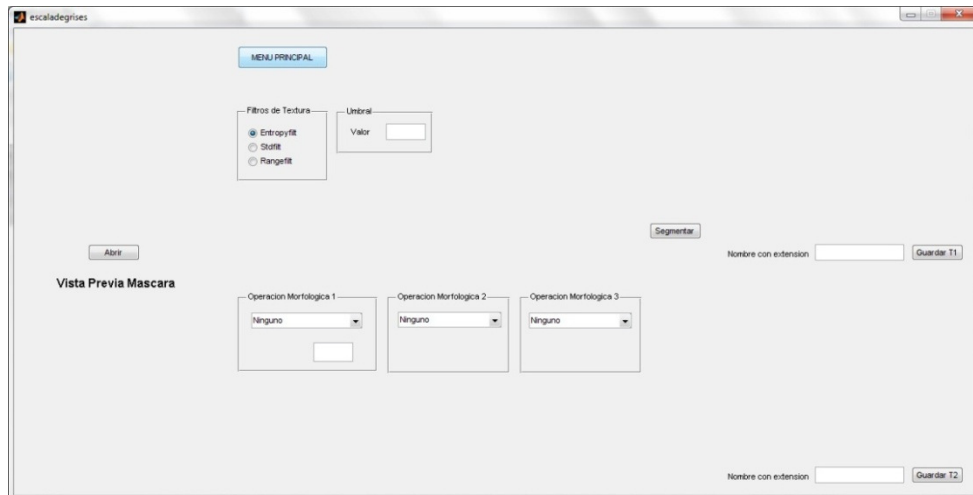 escaladegrises
MENU PRINCIPAL
Filtros de Textura
Entropyfilt
Stdfilt
Rangefilt
Umbral
Valor
Segmentar
Abrir
Nombre con extension
Guardar T1
Vista Previa Mascara
Operacion Morfologica 1
Ninguno
Operacion Morfologica 2
Ninguno
Operacion Morfologica 3
Ninguno
Nombre con extension
Guardar T2